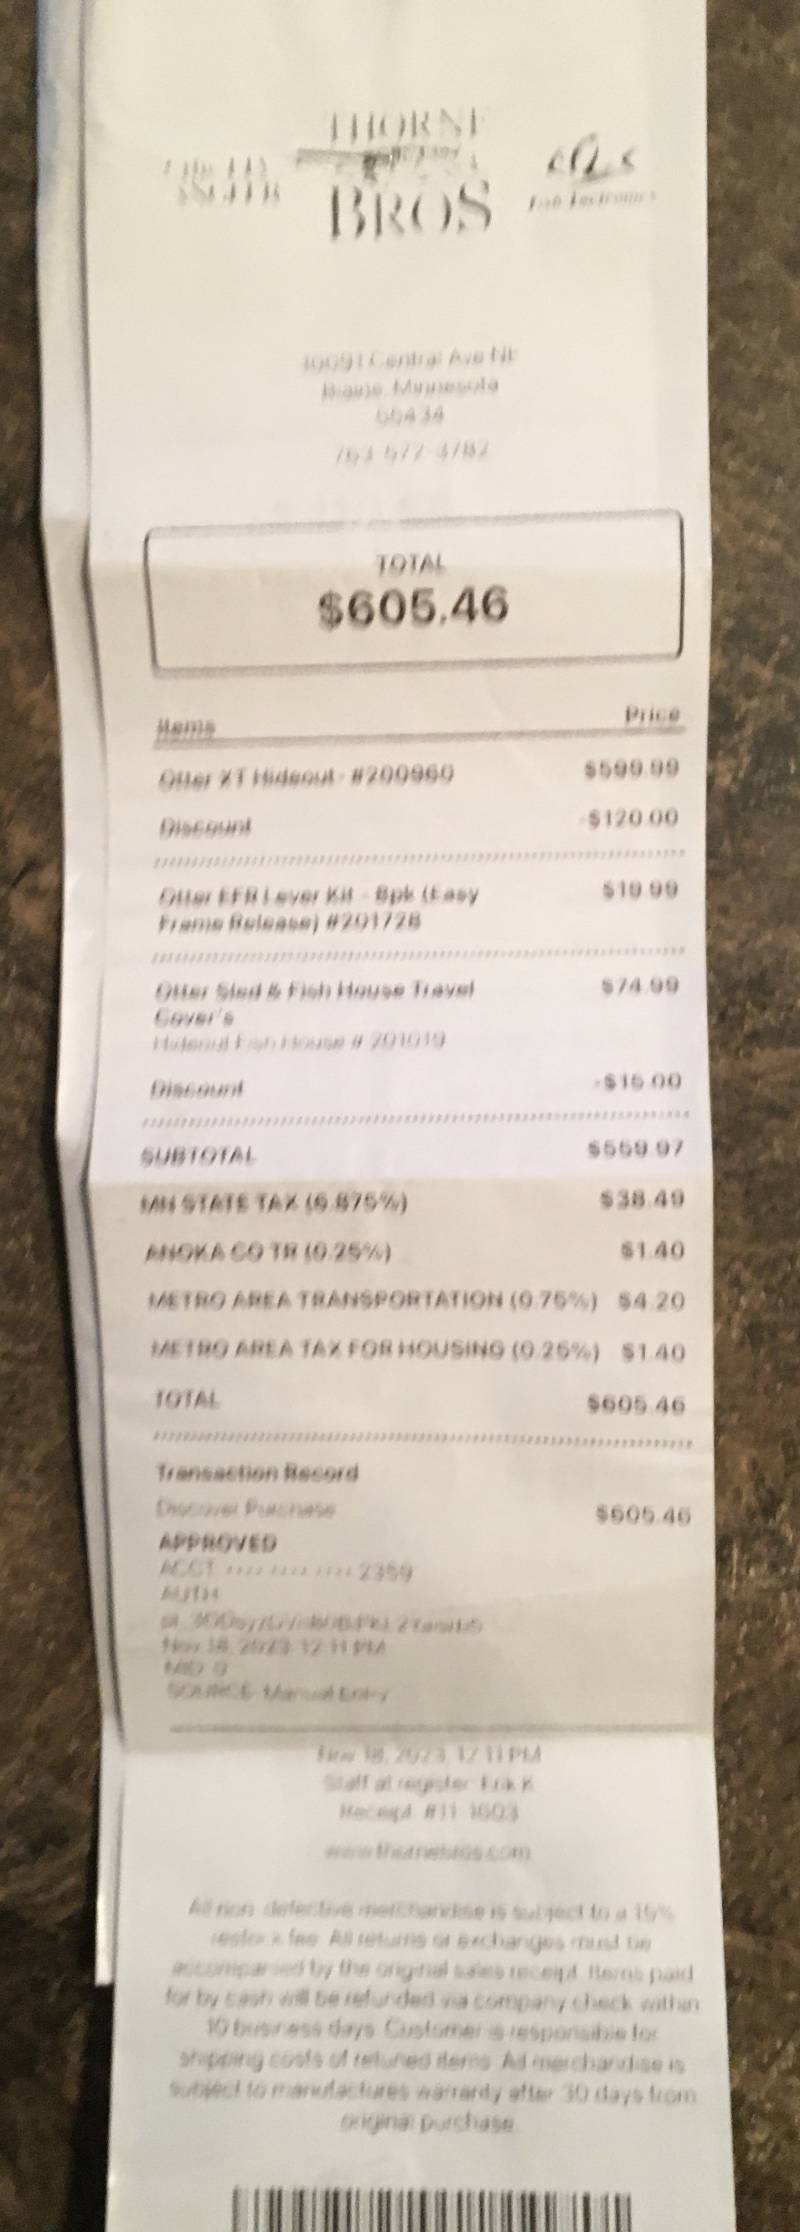 THORNE
BROS
10091 Central Ave NE
Blaine, Minnesota
55434
763-572-3782
TOTAL
$605.46
Items Price
Otter XT Hideout - #200960 $599.99
Discount -$120.00
Otter EFR Lever Kit - 8pk (Easy $19.99
Frame Release) #201728
Otter Sled & Fish House Travel $74.99
Cover's
Hideout Fish House # 201019
Discount -$15.00
SUBTOTAL $559.97
MN STATE TAX (6.875%) $38.49
ANOKA CO TR (0.25%) $1.40
METRO AREA TRANSPORTATION (0.75%) $4.20
METRO AREA TAX FOR HOUSING (0.25%) $1.40
TOTAL $605.46
Transaction Record
Discover Purchase $605.46
APPROVED
ACCT ············ 2359
AUTH
Nov 18, 2023, 12:11 PM
MID: 0
SOURCE: Manual Entry
Nov 18, 2023, 12:11 PM
Staff at register: Erik K
Receipt: #11-1603
www.thornebros.com
All non-defective merchandise is subject to a 15%
fee. All returns or exchanges must be
accompanied by the original sales receipt. Items paid
for by cash will be refunded via company check within
10 business days. Customer is responsible for
shipping costs of retuned items. All merchandise is
subject to manufactures warranty after 30 days from
original purchase.